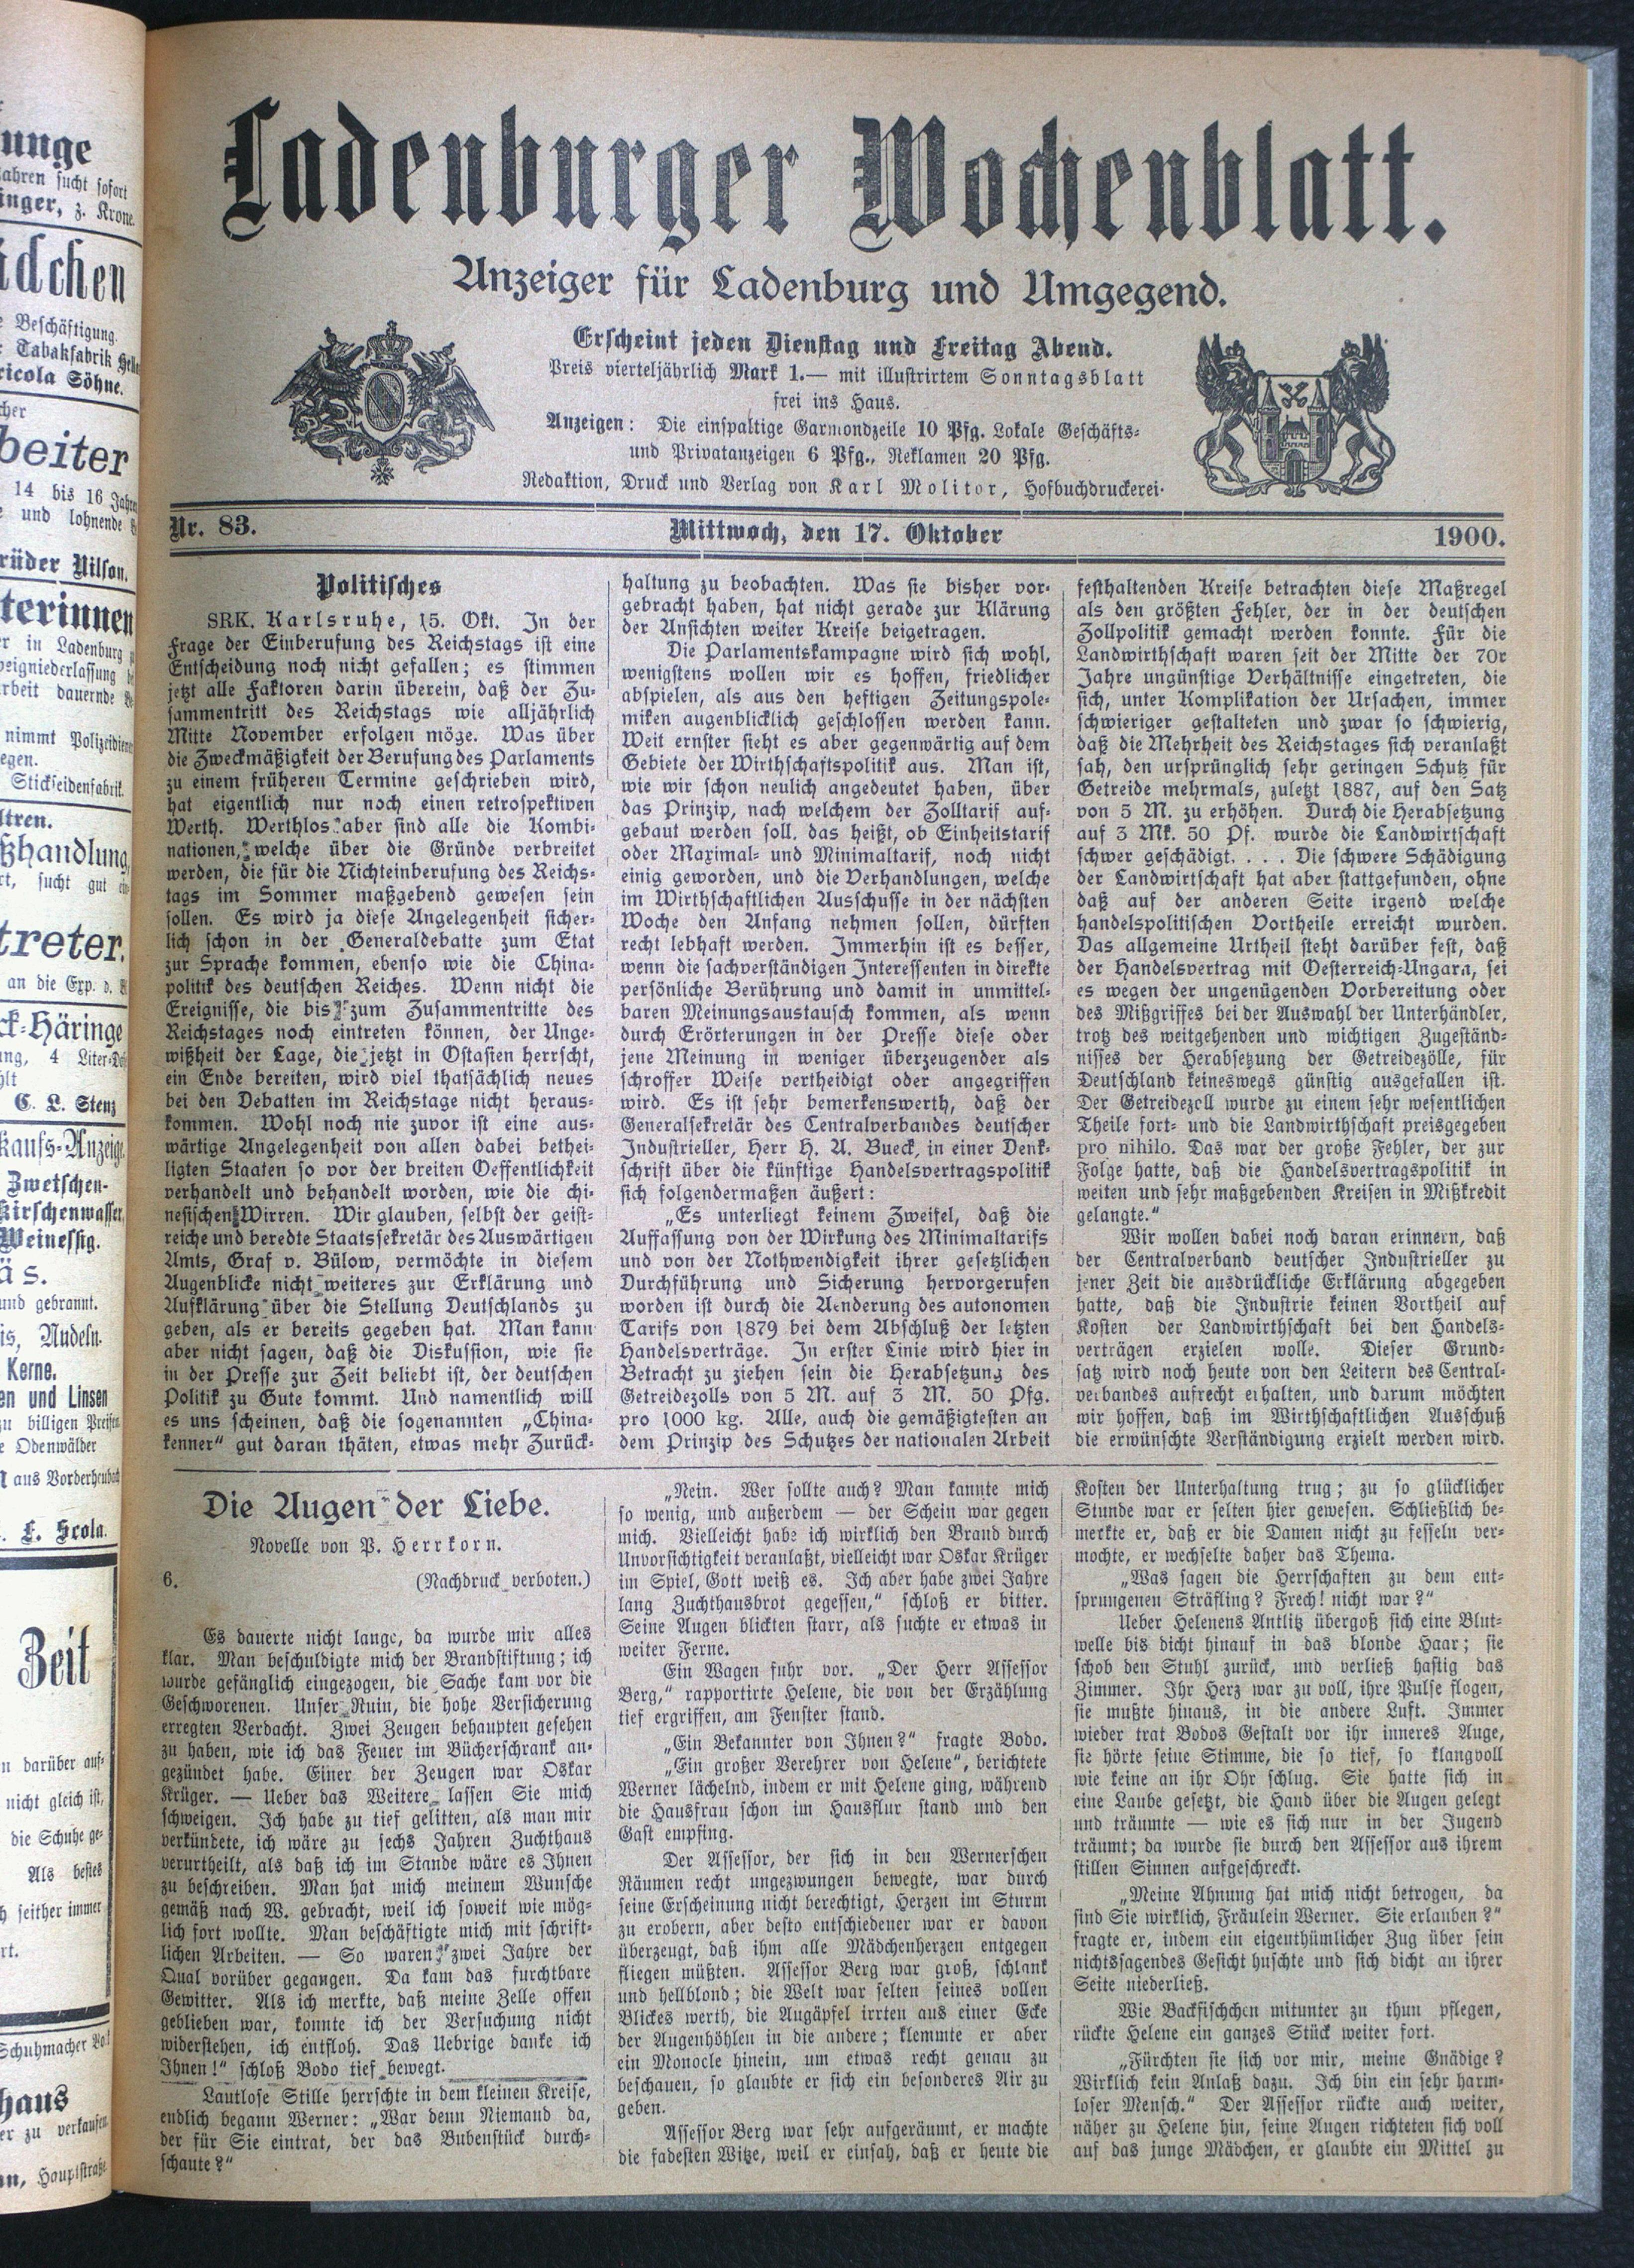 Ladenburger Wochenblatt.
Anzeiger für Ladenburg und Umgegend.
Erscheint jeden Dienstag und Freitag Abend.
Preis vierteljährlich Mark 1.— mit illustrirtem Sonntagsblatt
frei ins Haus.
Anzeigen: Die einspaltige Garmondzeile 10 Pfg. Lokale Geschäfts-
und Privatanzeigen 6 Pfg., Reklamen 20 Pfg.
Redaktion, Druck und Verlag von Karl Molitor, Hofbuchdruckerei.
Nr. 83. Mittwoch, den 17. Oktober 1900.
Politisches
SRK. Karlsruhe, 15. Okt. In der
Frage der Einberufung des Reichstags ist eine
Entscheidung noch nicht gefallen; es stimmen
jetzt alle Faktoren darin überein, daß der Zu-
sammentritt des Reichstags wie alljährlich
Mitte November erfolgen möge. Was über
die Zweckmäßigkeit der Berufung des Parlaments
zu einem früheren Termine geschrieben wird,
hat eigentlich nur noch einen retrospektiven
Werth. Werthlos aber sind alle die Kombi-
nationen, welche über die Gründe verbreitet
werden, die für die Nichteinberufung des Reichs-
tags im Sommer maßgebend gewesen sein
sollen. Es wird ja diese Angelegenheit sicher-
lich schon in der Generaldebatte zum Etat
zur Sprache kommen, ebenso wie die China-
politik des deutschen Reiches. Wenn nicht die
Ereignisse, die bis zum Zusammentritte des
Reichstages noch eintreten können, der Unge-
wißheit der Lage, die jetzt in Ostasien herrscht,
ein Ende bereiten, wird viel thatsächlich neues
bei den Debatten im Reichstage nicht heraus-
kommen. Wohl noch nie zuvor ist eine aus-
wärtige Angelegenheit von allen dabei bethei-
ligten Staaten so vor der breiten Oeffentlichkeit
verhandelt und behandelt worden, wie die chi-
nesischen Wirren. Wir glauben, selbst der geist-
reiche und beredte Staatssekretär des Auswärtigen
Amts, Graf v. Bülow, vermöchte in diesem
Augenblicke nicht weiteres zur Erklärung und
Aufklärung über die Stellung Deutschlands zu
geben, als er bereits gegeben hat. Man kann
aber nicht sagen, daß die Diskussion, wie sie
in der Presse zur Zeit beliebt ist, der deutschen
Politik zu Gute kommt. Und namentlich will
es uns scheinen, daß die sogenannten „China-
kenner“ gut daran thäten, etwas mehr Zurück-
haltung zu beobachten. Was sie bisher vor-
gebracht haben, hat nicht gerade zur Klärung
der Ansichten weiter Kreise beigetragen.
Die Parlamentskampagne wird sich wohl,
wenigstens wollen wir es hoffen, friedlicher
abspielen, als aus den heftigen Zeitungspole-
miken augenblicklich geschlossen werden kann.
Weit ernster sieht es aber gegenwärtig auf dem
Gebiete der Wirthschaftspolitik aus. Man ist,
wie wir schon neulich angedeutet haben, über
das Prinzip, nach welchem der Zolltarif auf-
gebaut werden soll, das heißt, ob Einheitstarif
oder Maximal- und Minimaltarif, noch nicht
einig geworden, und die Verhandlungen, welche
im Wirthschaftlichen Ausschusse in der nächsten
Woche den Anfang nehmen sollen, dürften
recht lebhaft werden. Immerhin ist es besser,
wenn die sachverständigen Interessenten in direkte
persönliche Berührung und damit in unmittel-
baren Meinungsaustausch kommen, als wenn
durch Erörterungen in der Presse diese oder
jene Meinung in weniger überzeugender als
schroffer Weise vertheidigt oder angegriffen
wird. Es ist sehr bemerkenswerth, daß der
Generalsekretär des Centralverbandes deutscher
Industrieller, Herr H. A. Bueck, in einer Denk-
schrift über die künftige Handelsvertragspolitik
sich folgendermaßen äußert:
„Es unterliegt keinem Zweifel, daß die
Auffassung von der Wirkung des Minimaltarifs
und von der Nothwendigkeit ihrer gesetzlichen
Durchführung und Sicherung hervorgerufen
worden ist durch die Aenderung des autonomen
Tarifs von 1879 bei dem Abschluß der letzten
Handelsverträge. In erster Linie wird hier in
Betracht zu ziehen sein die Herabsetzung des
Getreidezolls von 5 M. auf 3 M. 50 Pfg.
pro 1000 kg. Alle, auch die gemäßigtesten an
dem Prinzip des Schutzes der nationalen Arbeit
festhaltenden Kreise betrachten diese Maßregel
als den größten Fehler, der in der deutschen
Zollpolitik gemacht werden konnte. Für die
Landwirthschaft waren seit der Mitte der 70r
Jahre ungünstige Verhältnisse eingetreten, die
sich, unter Komplikation der Ursachen, immer
schwieriger gestalteten und zwar so schwierig,
daß die Mehrheit des Reichstages sich veranlaßt
sah, den ursprünglich sehr geringen Schutz für
Getreide mehrmals, zuletzt 1887, auf den Satz
von 5 M. zu erhöhen. Durch die Herabsetzung
auf 3 Mk. 50 Pf. wurde die Landwirtschaft
schwer geschädigt. . . . Die schwere Schädigung
der Landwirtschaft hat aber stattgefunden, ohne
daß auf der anderen Seite irgend welche
handelspolitischen Vortheile erreicht wurden.
Das allgemeine Urtheil steht darüber fest, daß
der Handelsvertrag mit Oesterreich-Ungarn, sei
es wegen der ungenügenden Vorbereitung oder
des Mißgriffes bei der Auswahl der Unterhändler,
trotz des weitgehenden und wichtigen Zugeständ-
nisses der Herabsetzung der Getreidezölle, für
Deutschland keineswegs günstig ausgefallen ist.
Der Getreidezoll wurde zu einem sehr wesentlichen
Theile fort- und die Landwirthschaft preisgegeben
pro nihilo. Das war der große Fehler, der zur
Folge hatte, daß die Handelsvertragspolitik in
weiten und sehr maßgebenden Kreisen in Mißkredit
gelangte.“
Wir wollen dabei noch daran erinnern, daß
der Centralverband deutscher Industrieller zu
jener Zeit die ausdrückliche Erklärung abgegeben
hatte, daß die Industrie keinen Vortheil auf
Kosten der Landwirthschaft bei den Handels-
verträgen erzielen wolle. Dieser Grund-
satz wird noch heute von den Leitern des Central-
verbandes aufrecht erhalten, und darum möchten
wir hoffen, daß im Wirthschaftlichen Ausschuß
die erwünschte Verständigung erzielt werden wird.
Die Augen der Liebe.
Novelle von P. Herrkorn.
6. (Nachdruck verboten.)
Es dauerte nicht lange, da wurde mir alles
klar. Man beschuldigte mich der Brandstiftung; ich
wurde gefänglich eingezogen, die Sache kam vor die
Geschworenen. Unser Ruin, die hohe Versicherung
erregten Verdacht. Zwei Zeugen behaupten gesehen
zu haben, wie ich das Feuer im Bücherschrank an-
gezündet habe. Einer der Zeugen war Oskar
Krüger. — Ueber das Weitere lassen Sie mich
schweigen. Ich habe zu tief gelitten, als man mir
verkündete, ich wäre zu sechs Jahren Zuchthaus
verurtheilt, als daß ich im Stande wäre es Ihnen
zu beschreiben. Man hat mich meinem Wunsche
gemäß nach W. gebracht, weil ich soweit wie mög-
lich fort wollte. Man beschäftigte mich mit schrift-
lichen Arbeiten. — So waren zwei Jahre der
Qual vorüber gegangen. Da kam das furchtbare
Gewitter. Als ich merkte, daß meine Zelle offen
geblieben war, konnte ich der Versuchung nicht
widerstehen, ich entfloh. Das Uebrige danke ich
Ihnen!“ schloß Bodo tief bewegt.
Lautlose Stille herrschte in dem kleinen Kreise,
endlich begann Werner: „War denn Niemand da,
der für Sie eintrat, der das Bubenstück durch-
schaute?“
„Nein. Wer sollte auch? Man kannte mich
so wenig, und außerdem — der Schein war gegen
mich. Vielleicht habe ich wirklich den Brand durch
Unvorsichtigkeit veranlaßt, vielleicht war Oskar Krüger
im Spiel, Gott weiß es. Ich aber habe zwei Jahre
lang Zuchthausbrot gegessen,“ schloß er bitter.
Seine Augen blickten starr, als suchte er etwas in
weiter Ferne.
Ein Wagen fuhr vor. „Der Herr Assessor
Berg,“ rapportirte Helene, die von der Erzählung
tief ergriffen, am Fenster stand.
„Ein Bekannter von Ihnen?“ fragte Bodo.
„Ein großer Verehrer von Helene“, berichtete
Werner lächelnd, indem er mit Helene ging, während
die Hausfrau schon im Hausflur stand und den
Gast empfing.
Der Assessor, der sich in den Wernerschen
Räumen recht ungezwungen bewegte, war durch
seine Erscheinung nicht berechtigt, Herzen im Sturm
zu erobern, aber desto entschiedener war er davon
überzeugt, daß ihm alle Mädchenherzen entgegen
fliegen müßten. Assessor Berg war groß, schlank
und hellblond; die Welt war selten seines vollen
Blickes werth, die Augäpfel irrten aus einer Ecke
der Augenhöhlen in die andere; klemmte er aber
ein Monocle hinein, um etwas recht genau zu
beschauen, so glaubte er sich ein besonderes Air zu
geben.
Assessor Berg war sehr aufgeräumt, er machte
die fadesten Witze, weil er einsah, daß er heute die
Kosten der Unterhaltung trug; zu so glücklicher
Stunde war er selten hier gewesen. Schließlich be-
merkte er, daß er die Damen nicht zu fesseln ver-
mochte, er wechselte daher das Thema.
„Was sagen die Herrschaften zu dem ent-
sprungenen Sträfling? Frech! nicht war?“
Ueber Helenens Antlitz übergoß sich eine Blut-
welle bis dicht hinauf in das blonde Haar; sie
schob den Stuhl zurück, und verließ hastig das
Zimmer. Ihr Herz war zu voll, ihre Pulse flogen,
sie mußte hinaus, in die andere Luft. Immer
wieder trat Bodos Gestalt vor ihr inneres Auge,
sie hörte seine Stimme, die so tief, so klangvoll
wie keine an ihr Ohr schlug. Sie hatte sich in
eine Laube gesetzt, die Hand über die Augen gelegt
und träumte — wie es sich nur in der Jugend
träumt; da wurde sie durch den Assessor aus ihrem
stillen Sinnen aufgeschreckt.
„Meine Ahnung hat mich nicht betrogen, da
sind Sie wirklich, Fräulein Werner. Sie erlauben?“
fragte er, indem ein eigenthümlicher Zug über sein
nichtssagendes Gesicht huschte und sich dicht an ihrer
Seite niederließ.
Wie Backfischchen mitunter zu thun pflegen,
rückte Helene ein ganzes Stück weiter fort.
„Fürchten sie sich vor mir, meine Gnädige?
Wirklich kein Anlaß dazu. Ich bin ein sehr harm-
loser Mensch.“ Der Assessor rückte auch weiter,
näher zu Helene hin, seine Augen richteten sich voll
auf das junge Mädchen, er glaubte ein Mittel zu